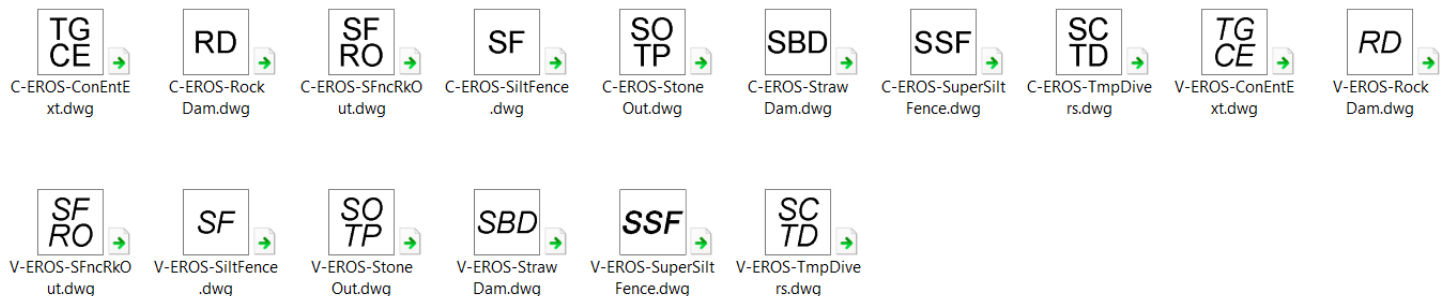 TG
CE
RD
SF
RO
SF
SO
TP
SBD
SSF
SC
TD
TG
CE
RD
C-EROS-ConEntE
xt.dwg
C-EROS-Rock
Dam.dwg
C-EROS-SFncRkO
ut.dwg
C-EROS-SiltFence
.dwg
C-EROS-Stone
Out.dwg
C-EROS-Straw
Dam.dwg
C-EROS-SuperSilt
Fence.dwg
C-EROS-TmpDive
rs.dwg
V-EROS-ConEntE
xt.dwg
V-EROS-Rock
Dam.dwg
SF
RO
SF
SO
TP
SBD
SSF
SC
TD
V-EROS-SFncRkO
ut.dwg
V-EROS-SiltFence
.dwg
V-EROS-Stone
Out.dwg
V-EROS-Straw
Dam.dwg
V-EROS-SuperSilt
Fence.dwg
V-EROS-TmpDive
rs.dwg